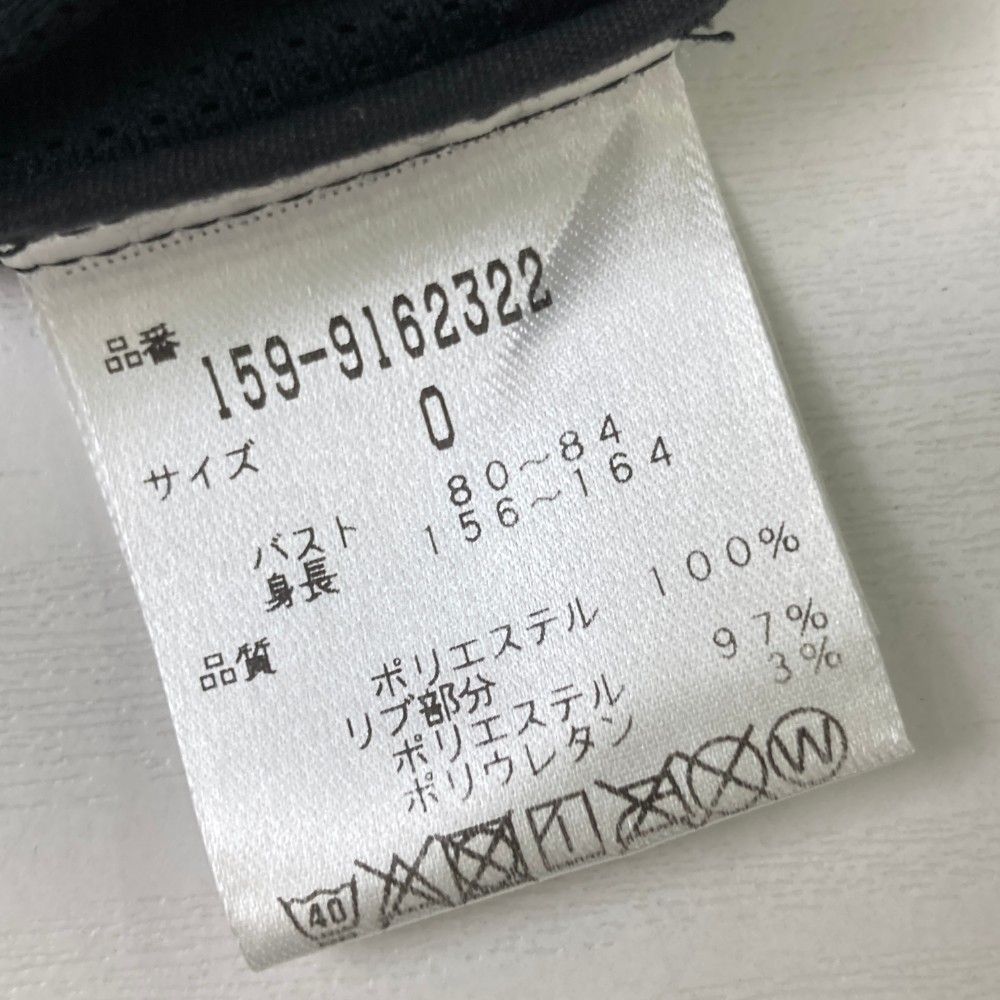 品番 159-9162322
サイズ 0
バスト 80～84
身長 156～164
品質 ポリエステル 100%
リブ部分
ポリエステル 97%
ポリウレタン 3%
40 W